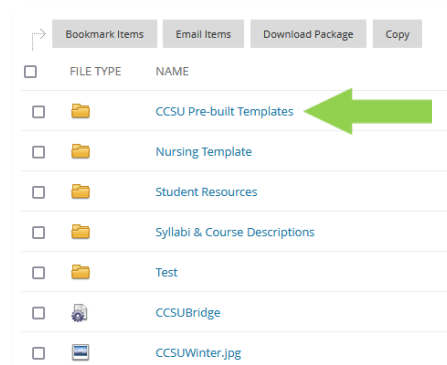 Bookmark Items Email Items Download Package Copy
FILE TYPE NAME
CCSU Pre-built Templates
Nursing Template
Student Resources
Syllabi & Course Descriptions
Test
CCSUBridge
CCSUWinter.jpg